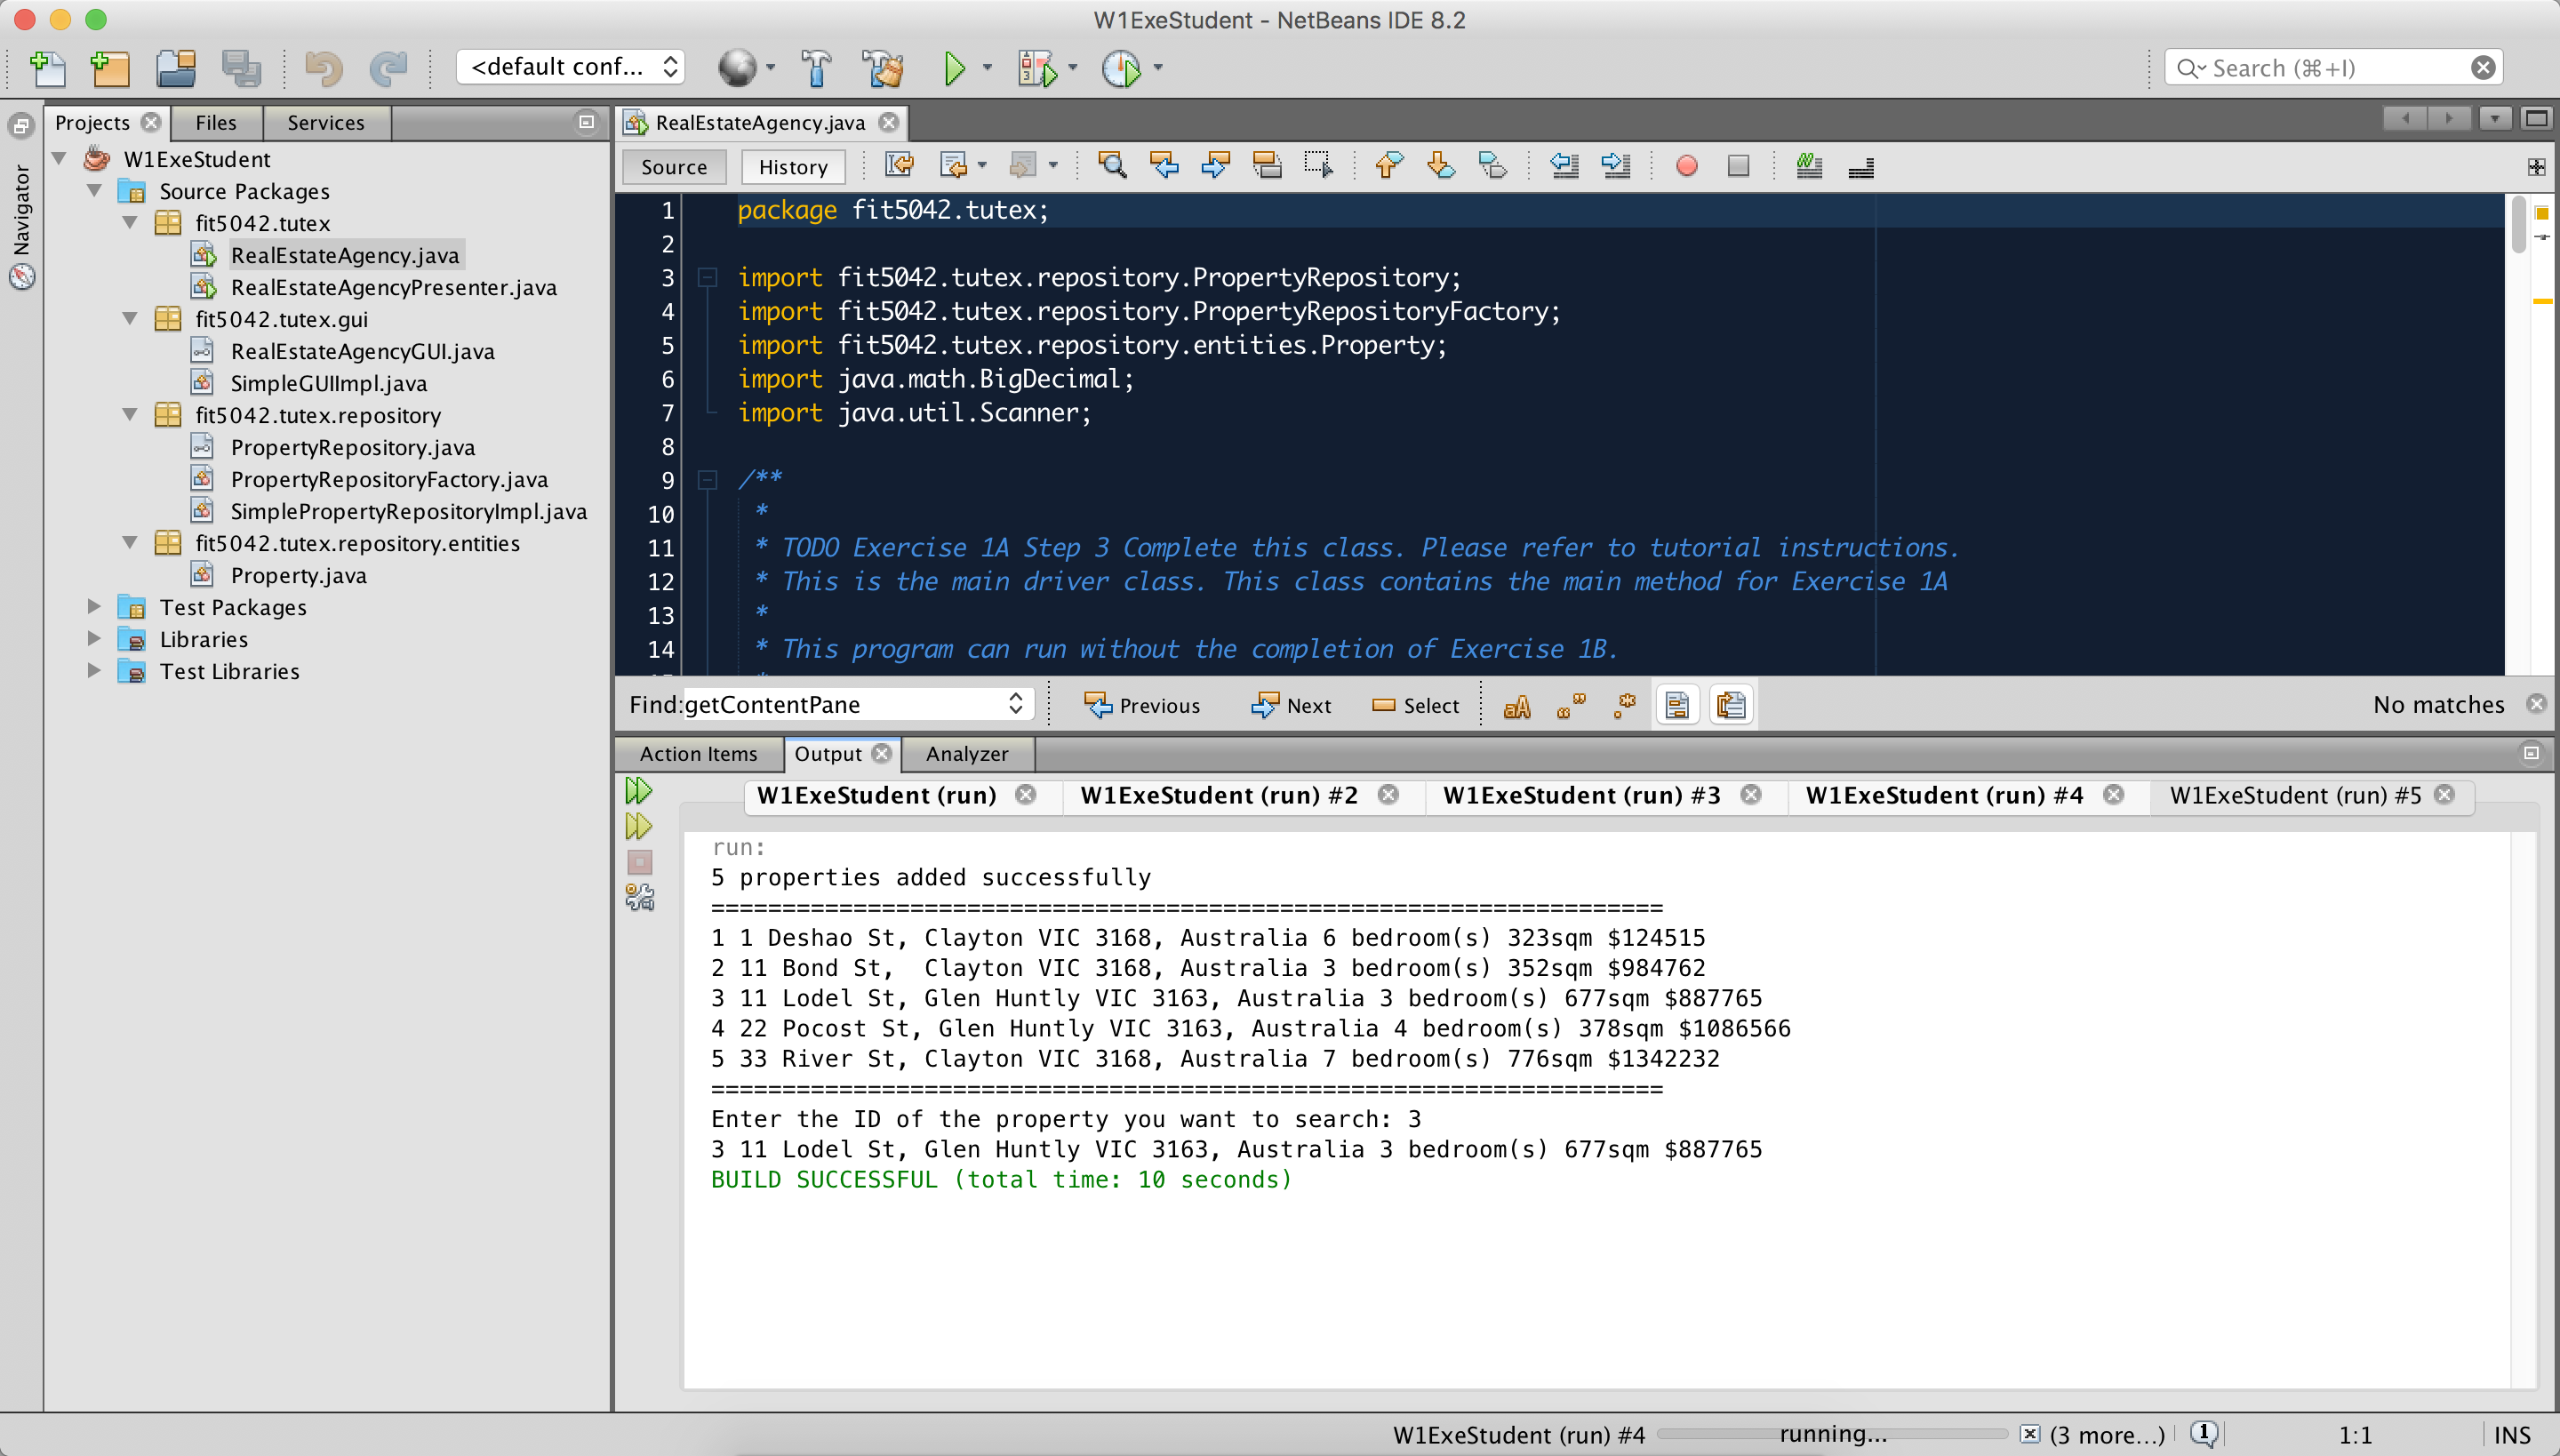 W1ExeStudent - NetBeans IDE 8.2
<default conf...
Search (⌘+I)
Projects
Files
Services
Navigator
W1ExeStudent
Source Packages
fit5042.tutex
RealEstateAgency.java
RealEstateAgencyPresenter.java
fit5042.tutex.gui
RealEstateAgencyGUI.java
SimpleGUIImpl.java
fit5042.tutex.repository
PropertyRepository.java
PropertyRepositoryFactory.java
SimplePropertyRepositoryImpl.java
fit5042.tutex.repository.entities
Property.java
Test Packages
Libraries
Test Libraries
RealEstateAgency.java
Source
History
1 package fit5042.tutex;
2
3 import fit5042.tutex.repository.PropertyRepository;
4 import fit5042.tutex.repository.PropertyRepositoryFactory;
5 import fit5042.tutex.repository.entities.Property;
6 import java.math.BigDecimal;
7 import java.util.Scanner;
8
9 /**
10 *
11 * TODO Exercise 1A Step 3 Complete this class. Please refer to tutorial instructions.
12 * This is the main driver class. This class contains the main method for Exercise 1A
13 *
14 * This program can run without the completion of Exercise 1B.
Find: getContentPane
Previous
Next
Select
No matches
Action Items
Output
Analyzer
W1ExeStudent (run)
W1ExeStudent (run) #2
W1ExeStudent (run) #3
W1ExeStudent (run) #4
W1ExeStudent (run) #5
run:
5 properties added successfully
===================================================================
1 1 Deshao St, Clayton VIC 3168, Australia 6 bedroom(s) 323sqm $124515
2 11 Bond St,  Clayton VIC 3168, Australia 3 bedroom(s) 352sqm $984762
3 11 Lodel St, Glen Huntly VIC 3163, Australia 3 bedroom(s) 677sqm $887765
4 22 Pocost St, Glen Huntly VIC 3163, Australia 4 bedroom(s) 378sqm $1086566
5 33 River St, Clayton VIC 3168, Australia 7 bedroom(s) 776sqm $1342232
===================================================================
Enter the ID of the property you want to search: 3
3 11 Lodel St, Glen Huntly VIC 3163, Australia 3 bedroom(s) 677sqm $887765
BUILD SUCCESSFUL (total time: 10 seconds)
W1ExeStudent (run) #4
running...
(3 more...)
1:1
INS